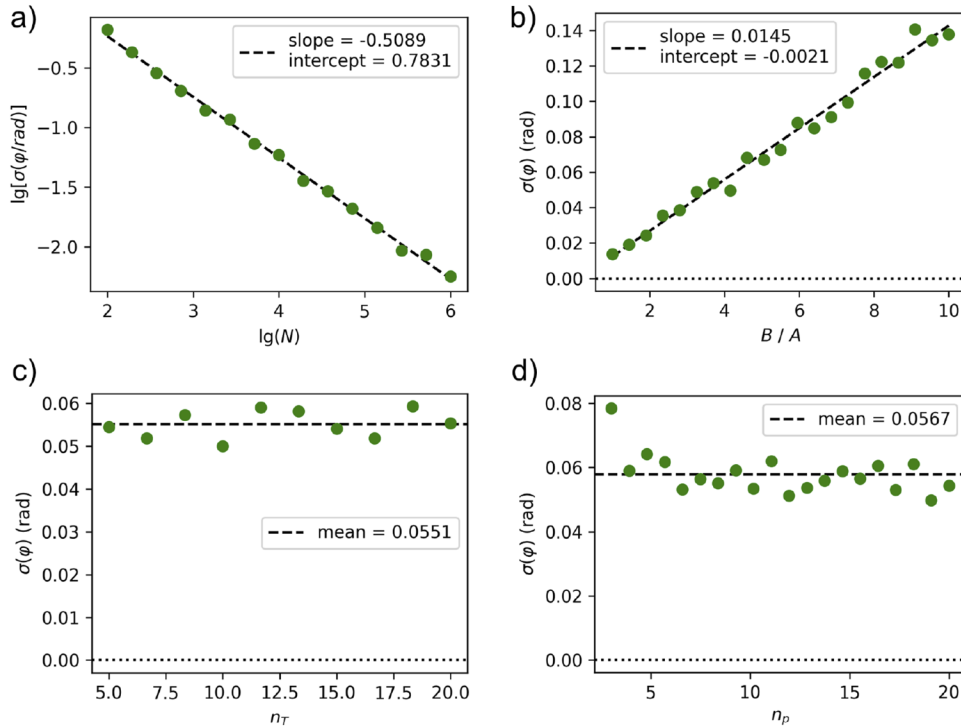 a)
slope = -0.5089
intercept = 0.7831
lg[σ(φ/rad)]
−0.5
−1.0
−1.5
−2.0
2 3 4 5 6
lg(N)
b)
slope = 0.0145
intercept = -0.0021
σ(φ) (rad)
0.14
0.12
0.10
0.08
0.06
0.04
0.02
0.00
2 4 6 8 10
B / A
c)
σ(φ) (rad)
0.06
0.05
0.04
0.03
0.02
0.01
0.00
mean = 0.0551
5.0 7.5 10.0 12.5 15.0 17.5 20.0
n_T
d)
mean = 0.0567
σ(φ) (rad)
0.08
0.06
0.04
0.02
0.00
5 10 15 20
n_p